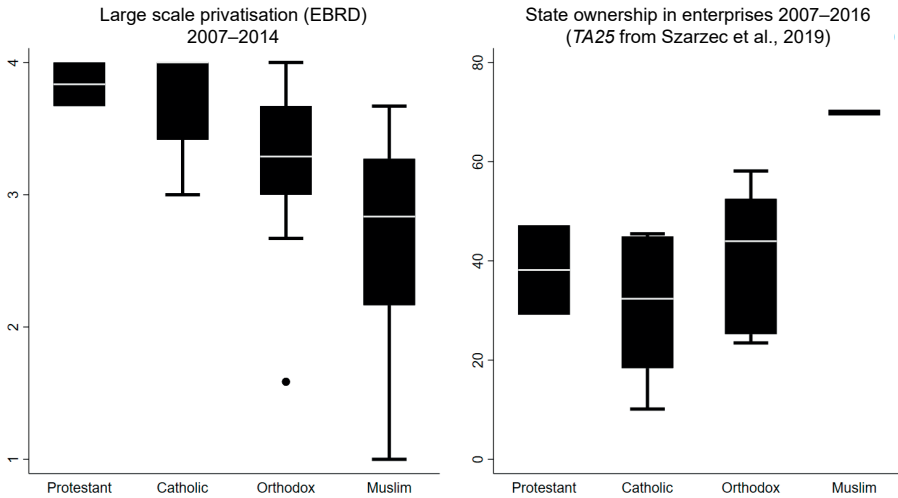 Large scale privatisation (EBRD)
2007–2014
4
3
2
1
Protestant Catholic Orthodox Muslim
State ownership in enterprises 2007–2016
(TA25 from Szarzec et al., 2019)
80
60
40
20
0
Protestant Catholic Orthodox Muslim